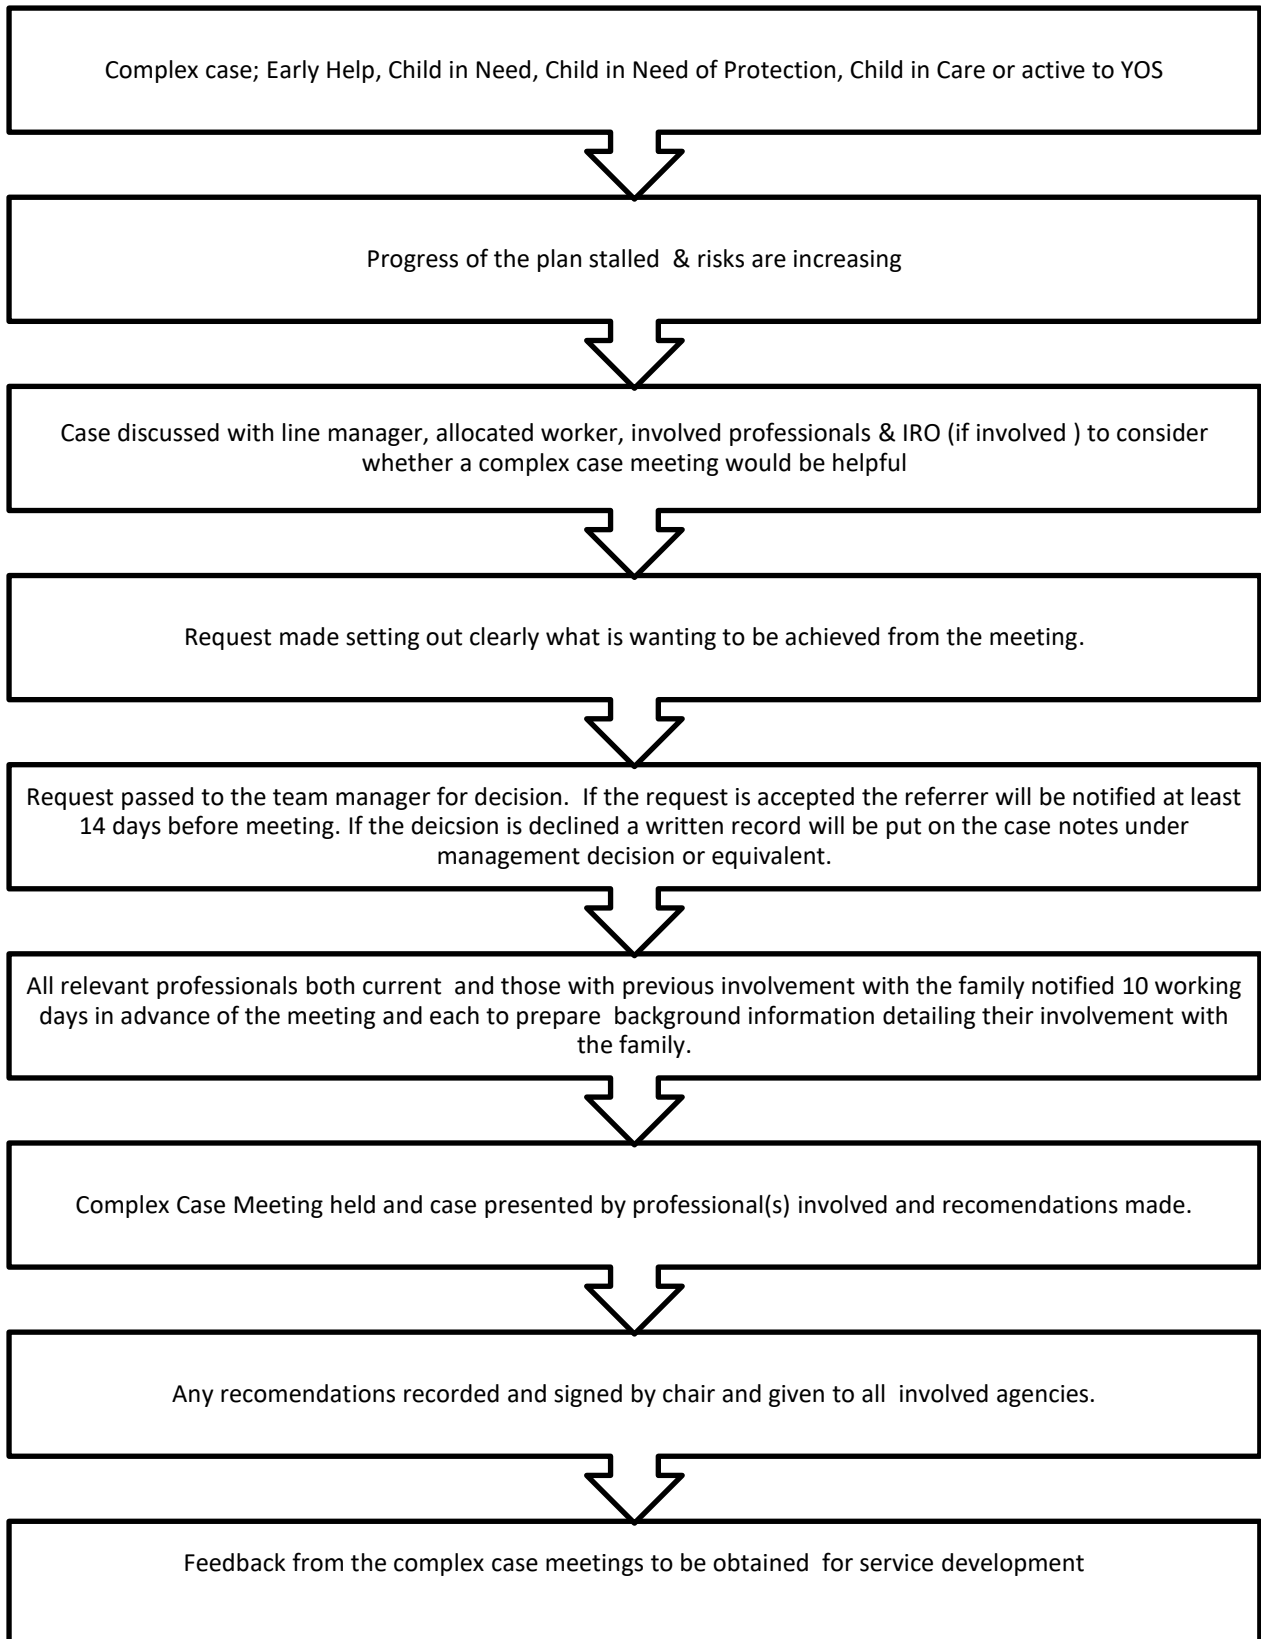 Complex case; Early Help, Child in Need, Child in Need of Protection, Child in Care or active to YOS
Progress of the plan stalled & risks are increasing
Case discussed with line manager, allocated worker, involved professionals & IRO (if involved ) to consider
whether a complex case meeting would be helpful
Request made setting out clearly what is wanting to be achieved from the meeting.
Request passed to the team manager for decision. If the request is accepted the referrer will be notified at least
14 days before meeting. If the deicsion is declined a written record will be put on the case notes under
management decision or equivalent.
All relevant professionals both current and those with previous involvement with the family notified 10 working
days in advance of the meeting and each to prepare background information detailing their involvement with
the family.
Complex Case Meeting held and case presented by professional(s) involved and recomendations made.
Any recomendations recorded and signed by chair and given to all involved agencies.
Feedback from the complex case meetings to be obtained for service development